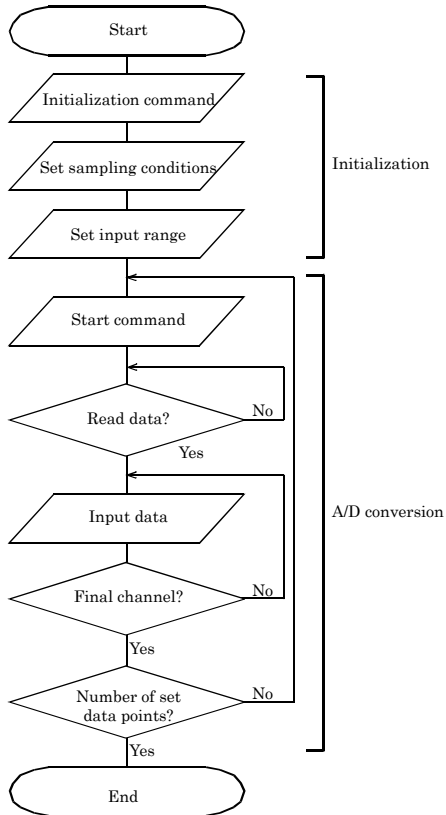 Start
Initialization command
Set sampling conditions
Initialization
Set input range
Start command
Read data?
No
Yes
Input data
A/D conversion
Final channel?
No
Yes
Number of set
data points?
No
Yes
End